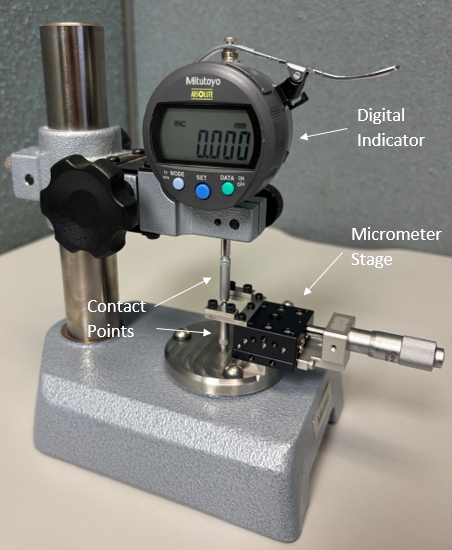 Mitutoyo
ABSOLUTE
INC
mm
0.000
MODE
SET
DATA
ON
OFF
Digital
Indicator
Micrometer
Stage
Contact
Points